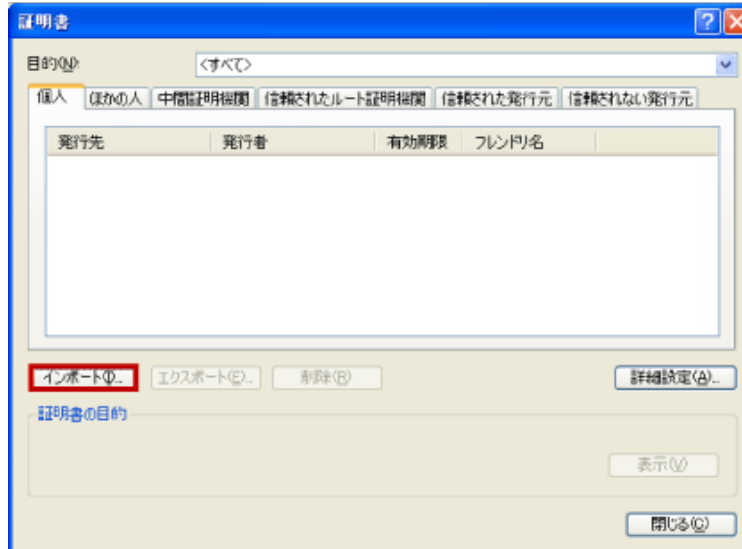 証明書
目的(N): <すべて>
個人 ほかの人 中間証明機関 信頼されたルート証明機関 信頼された発行元 信頼されない発行元
発行先 発行者 有効期限 フレンドリ名
インポート(I)... エクスポート(E)... 削除(R) 詳細設定(A)...
証明書の目的
表示(V)
閉じる(C)